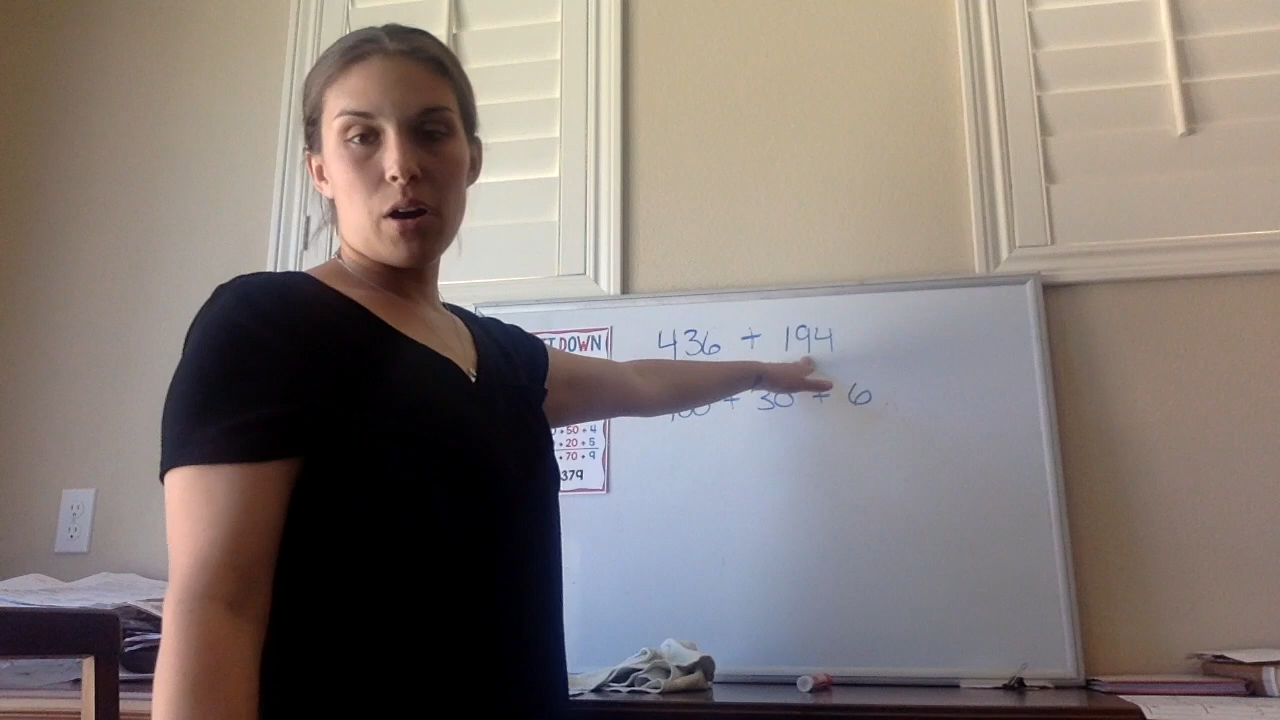 DOWN
436 + 194
+ 30 + 6
+ 50 + 4
+ 20 + 5
+ 70 + 9
379